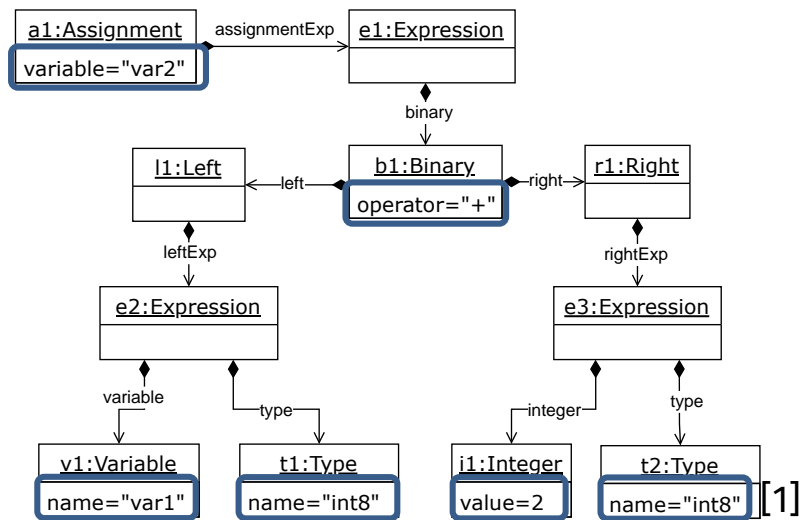 a1:Assignment
assignmentExp
e1:Expression
variable="var2"
binary
l1:Left
left
b1:Binary
right
r1:Right
operator="+"
leftExp
rightExp
e2:Expression
e3:Expression
variable
type
integer
type
v1:Variable
t1:Type
i1:Integer
t2:Type
name="var1"
name="int8"
value=2
name="int8"
[1]